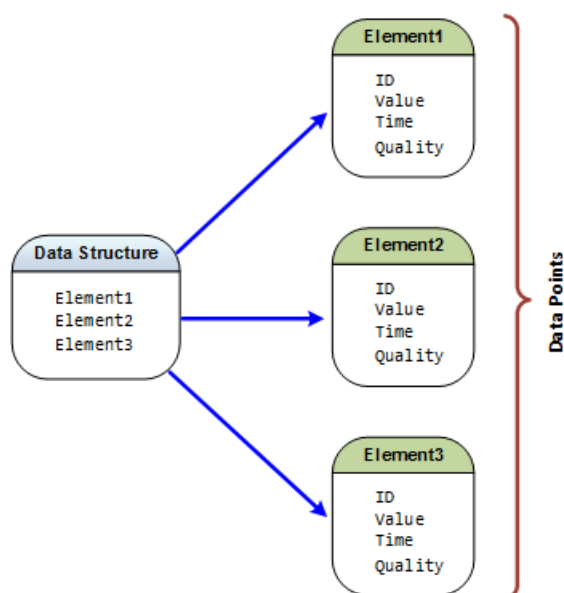 Element1
ID
Value
Time
Quality
Data Structure
Element1
Element2
Element3
Element2
ID
Value
Time
Quality
Element3
ID
Value
Time
Quality
Data Points